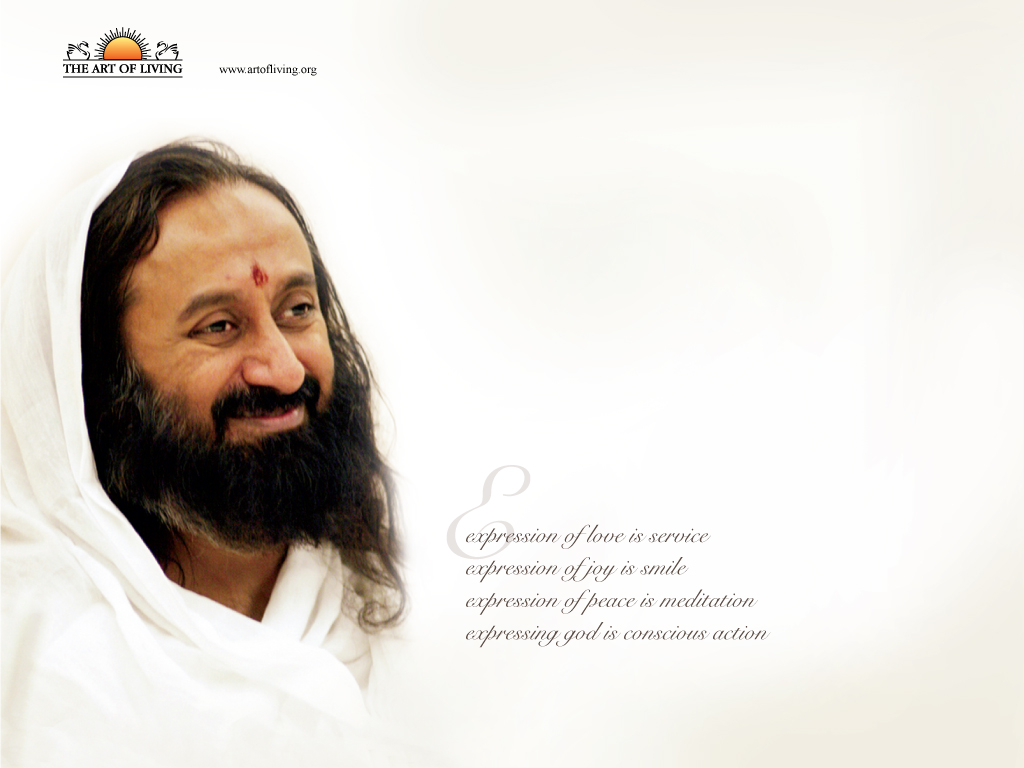 THE ART OF LIVING
www.artofliving.org
E
expression of love is service
expression of joy is smile
expression of peace is meditation
expressing god is conscious action